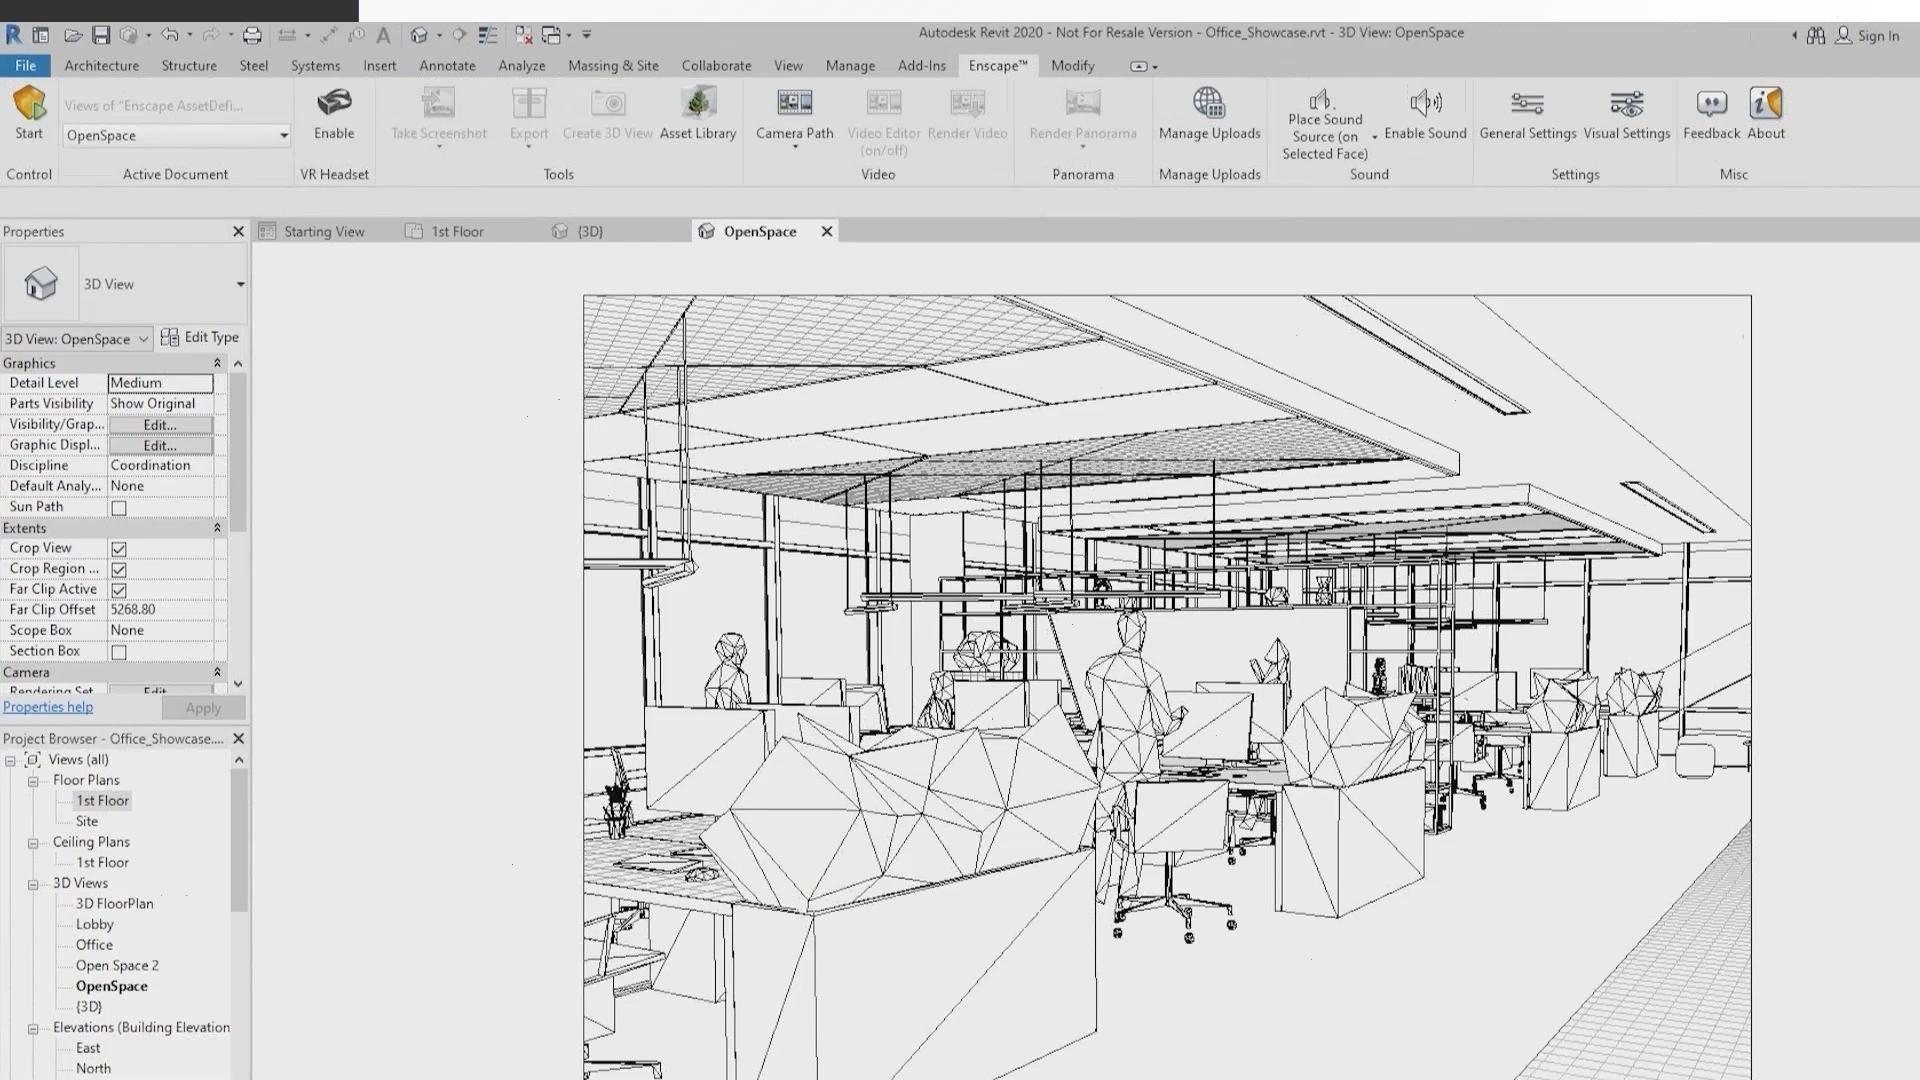 Autodesk Revit 2020 - Not For Resale Version - Office_Showcase.rvt - 3D View: OpenSpace
Sign In
File Architecture Structure Steel Systems Insert Annotate Analyze Massing & Site Collaborate View Manage Add-Ins Enscape™ Modify
Start
Views of "Enscape AssetDefi...
OpenSpace
Enable
Take Screenshot
Export
Create 3D View
Asset Library
Camera Path
Video Editor
(on/off)
Render Video
Render Panorama
Manage Uploads
Place Sound
Source (on
Selected Face)
Enable Sound
General Settings
Visual Settings
Feedback
About
Control Active Document VR Headset Tools Video Panorama Manage Uploads Sound Settings Misc
Properties
Starting View 1st Floor {3D} OpenSpace
3D View
3D View: OpenSpace Edit Type
Graphics
Detail Level Medium
Parts Visibility Show Original
Visibility/Grap... Edit...
Graphic Displ... Edit...
Discipline Coordination
Default Analy... None
Sun Path
Extents
Crop View
Crop Region ...
Far Clip Active
Far Clip Offset 5268.80
Scope Box None
Section Box
Camera
Rendering Set Edit
Properties help Apply
Project Browser - Office_Showcase....
Views (all)
Floor Plans
1st Floor
Site
Ceiling Plans
1st Floor
3D Views
3D FloorPlan
Lobby
Office
Open Space 2
OpenSpace
{3D}
Elevations (Building Elevation
East
North